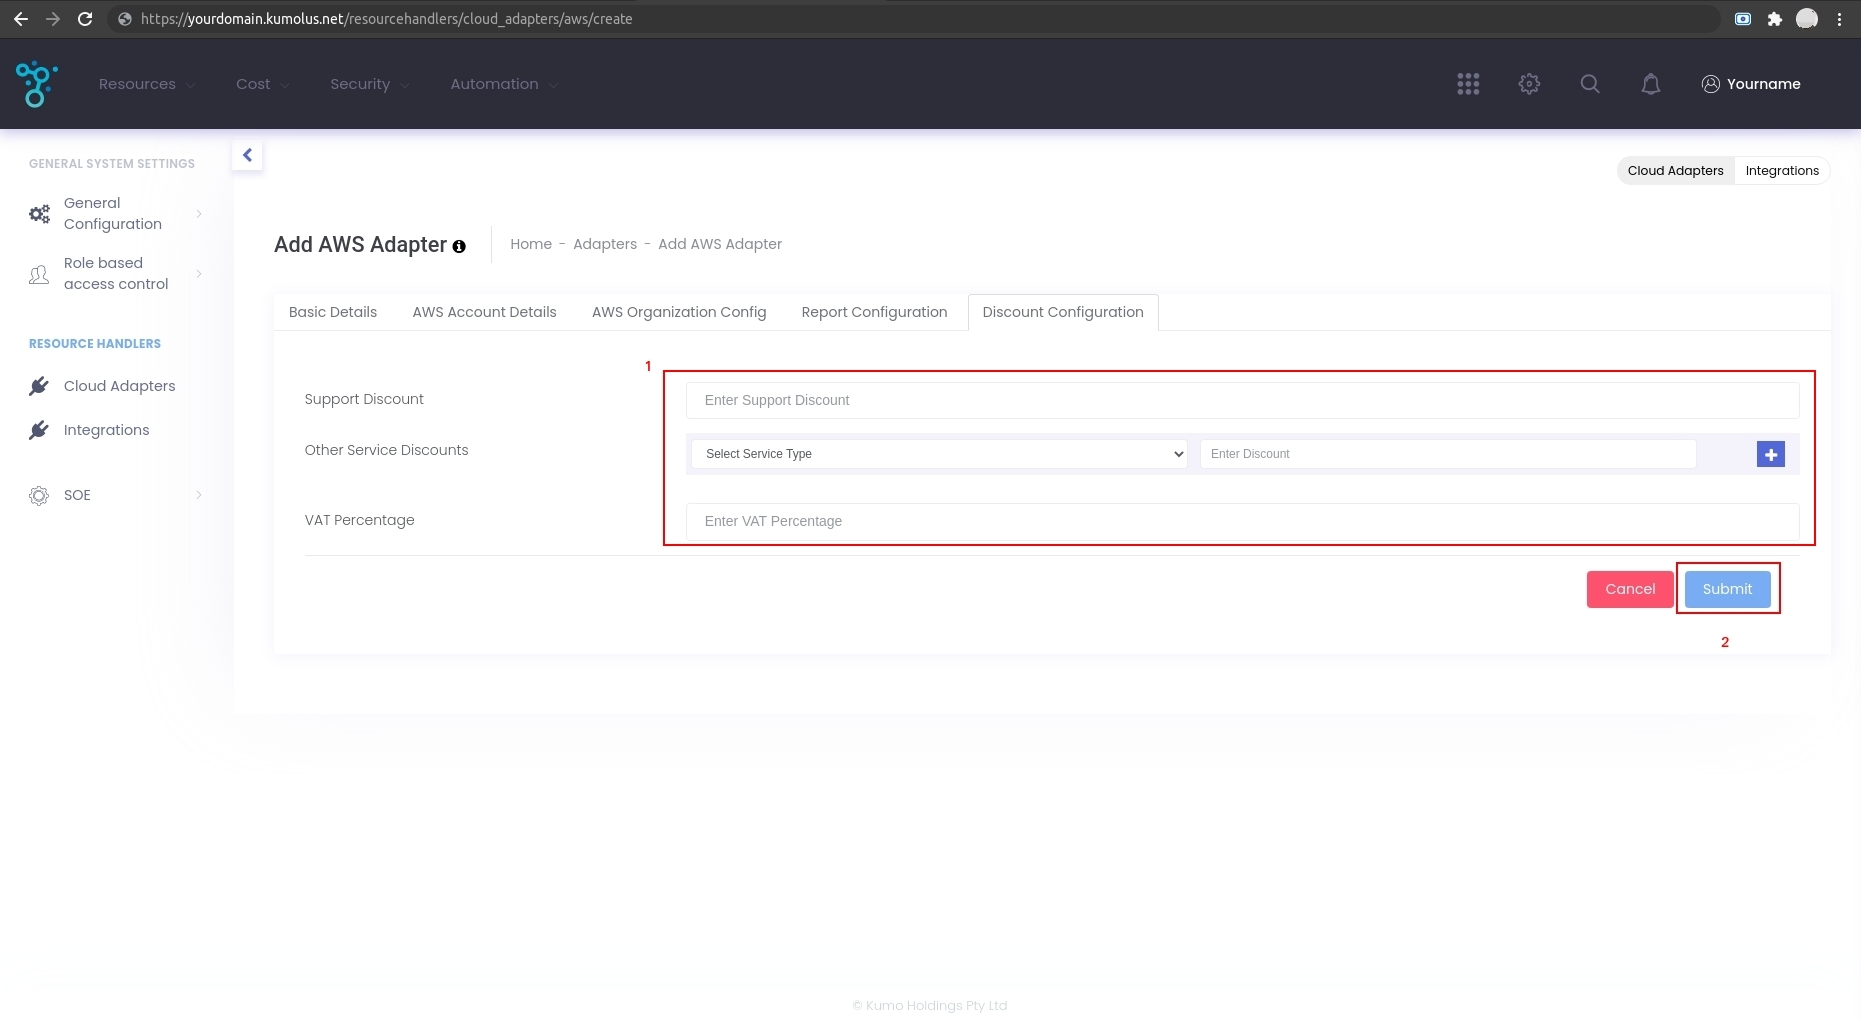 https://yourdomain.kumolus.net/resourcehandlers/cloud_adapters/aws/create
Resources
Cost
Security
Automation
Yourname
GENERAL SYSTEM SETTINGS
General
Configuration
Role based
access control
RESOURCE HANDLERS
Cloud Adapters
Integrations
SOE
Cloud Adapters
Integrations
Add AWS Adapter
Home - Adapters - Add AWS Adapter
Basic Details
AWS Account Details
AWS Organization Config
Report Configuration
Discount Configuration
1
Support Discount
Enter Support Discount
Other Service Discounts
Select Service Type
Enter Discount
VAT Percentage
Enter VAT Percentage
Cancel
Submit
2
© Kumo Holdings Pty Ltd